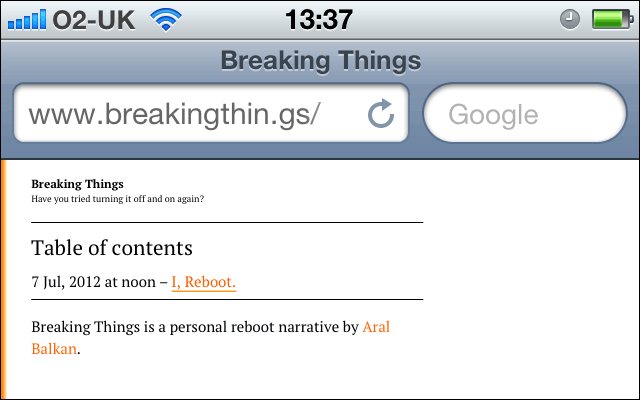 O2-UK 13:37
Breaking Things
www.breakingthin.gs/ Google
Breaking Things
Have you tried turning it off and on again?
Table of contents
7 Jul, 2012 at noon – I, Reboot.
Breaking Things is a personal reboot narrative by Aral
Balkan.